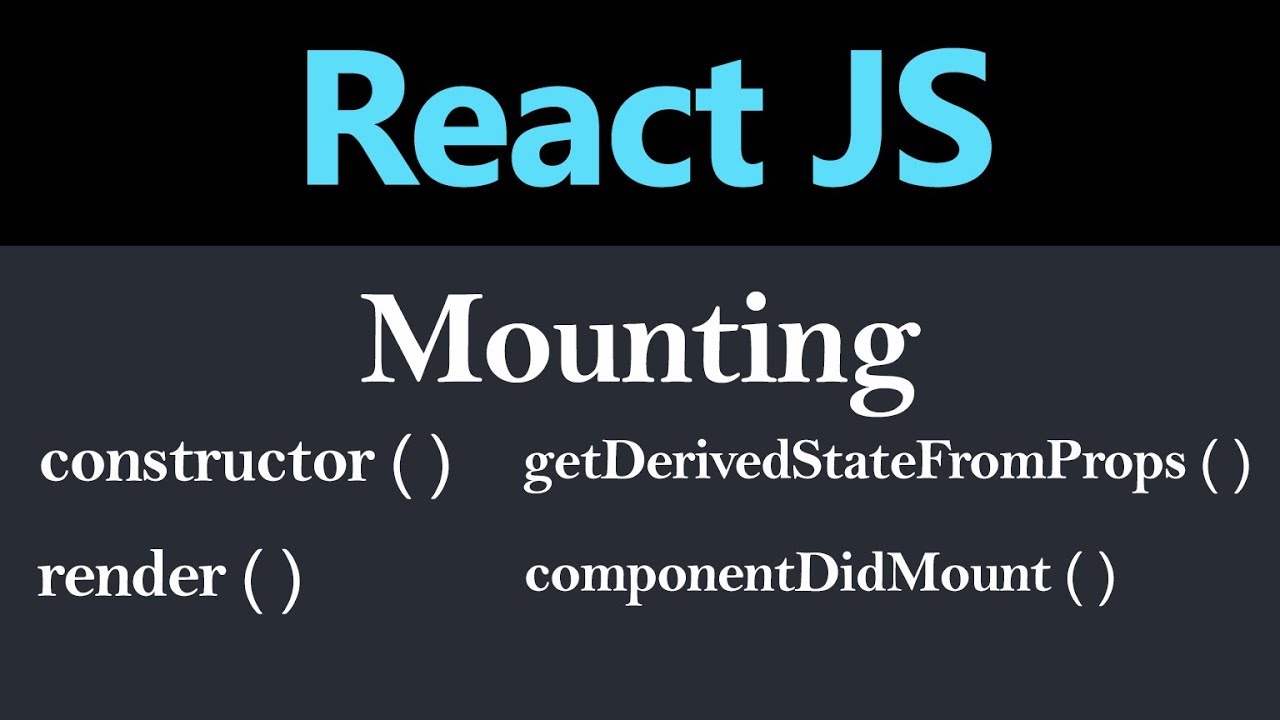 React JS
Mounting
constructor ( ) getDerivedStateFromProps ( )
render ( ) componentDidMount ( )